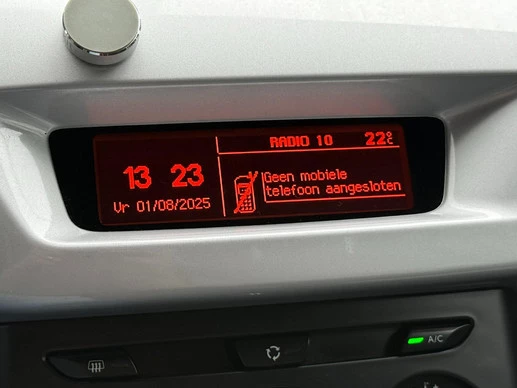 RADIO 10 22°C
13 23
Vr 01/08/2025
Geen mobiele
telefoon aangesloten
A/C